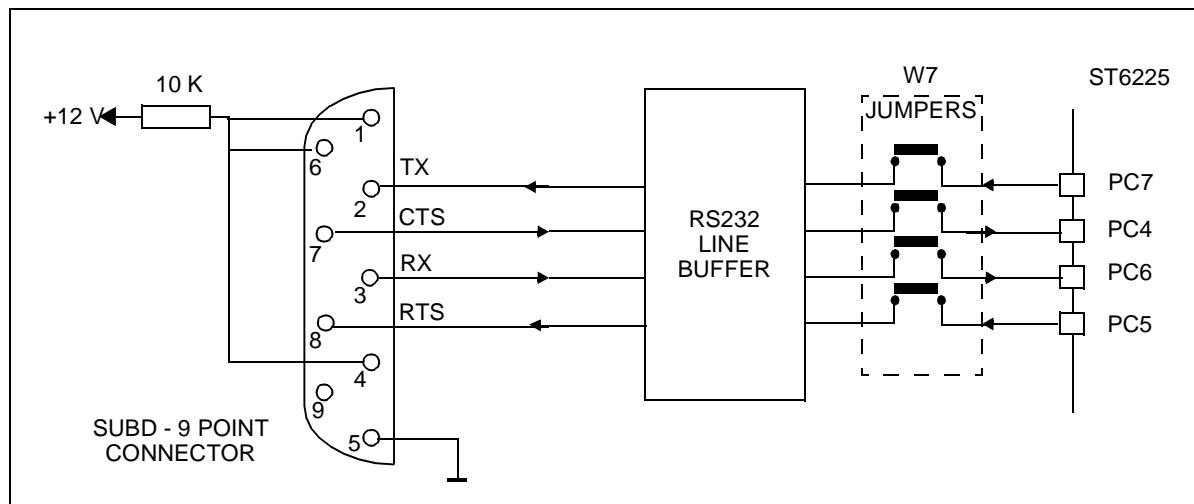 10 K
+12 V
1
6
TX
2
CTS
7
RX
3
RTS
8
4
9
5
SUBD - 9 POINT
CONNECTOR
RS232
LINE
BUFFER
W7
JUMPERS
ST6225
PC7
PC4
PC6
PC5